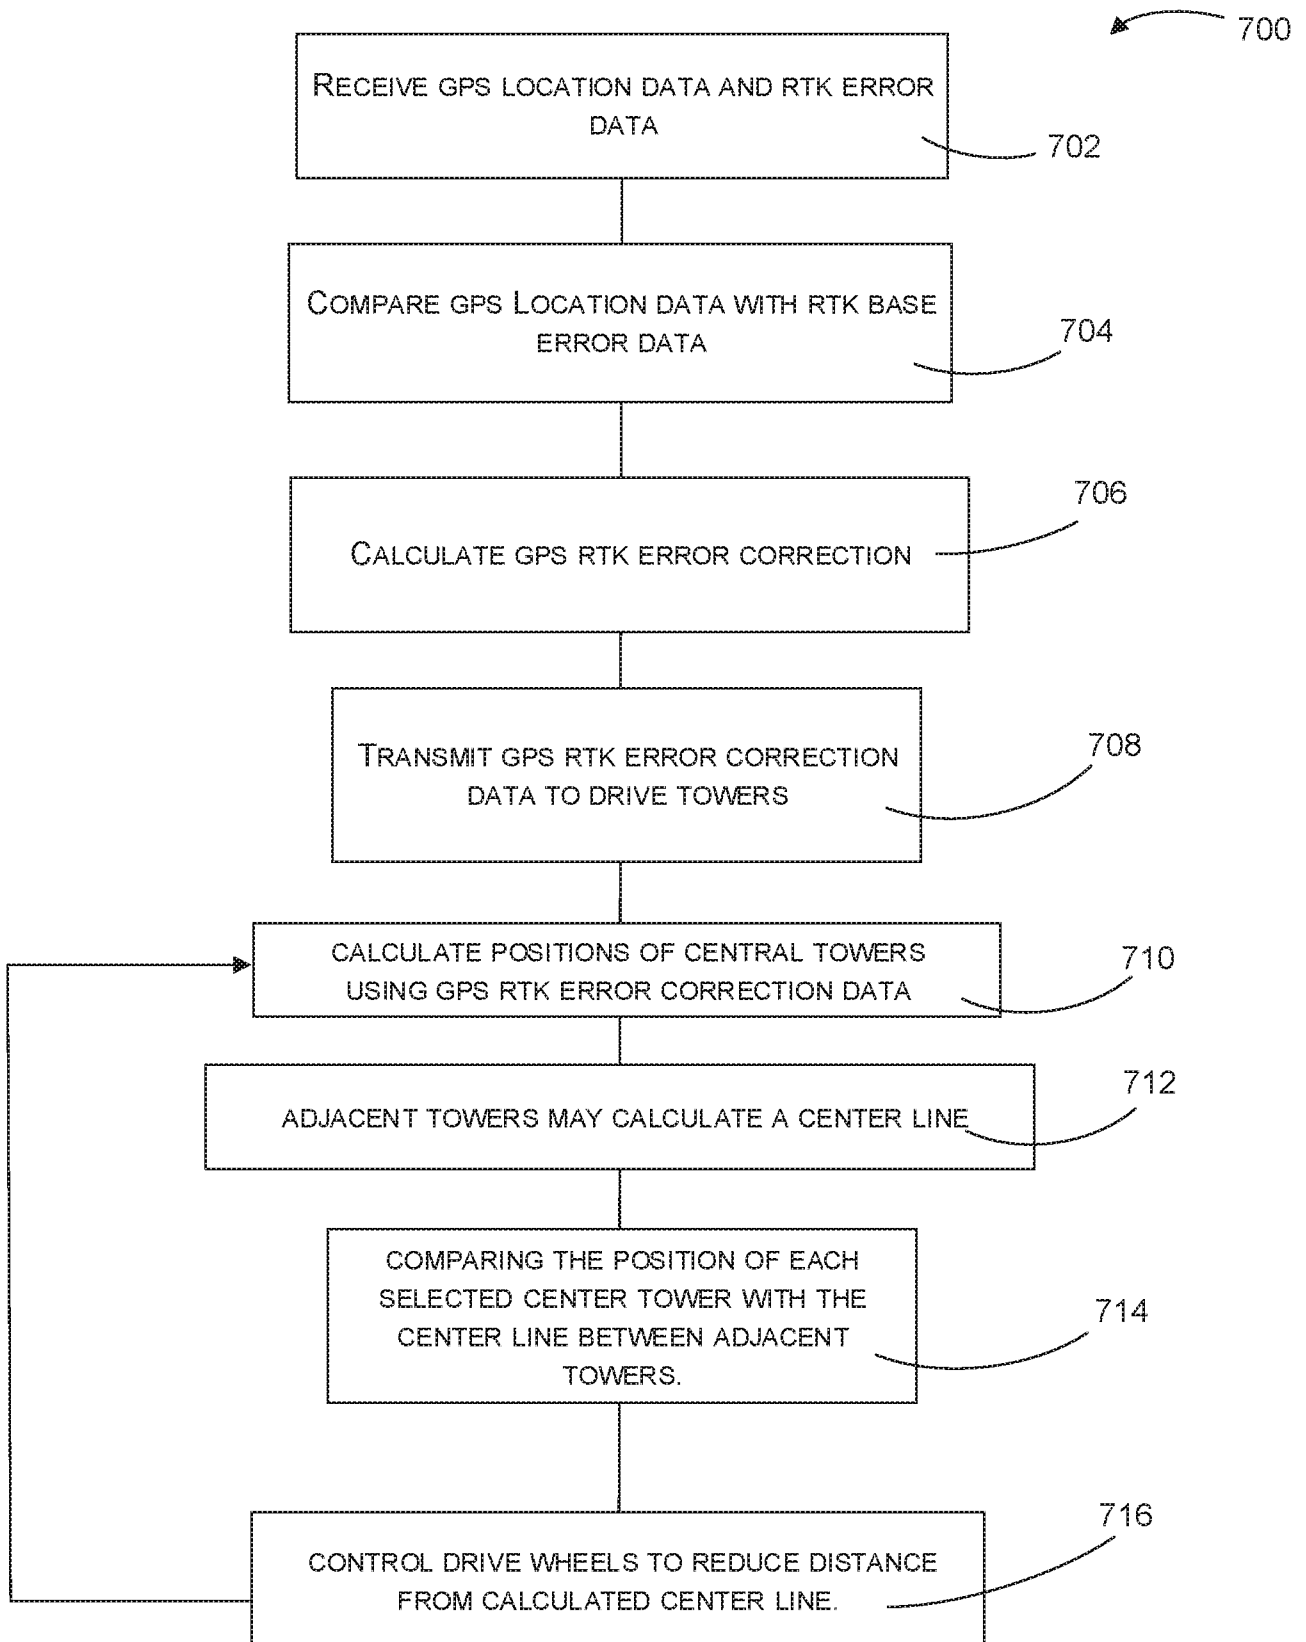 700
RECEIVE GPS LOCATION DATA AND RTK ERROR
DATA
702
COMPARE GPS LOCATION DATA WITH RTK BASE
ERROR DATA
704
706
CALCULATE GPS RTK ERROR CORRECTION
708
TRANSMIT GPS RTK ERROR CORRECTION
DATA TO DRIVE TOWERS
CALCULATE POSITIONS OF CENTRAL TOWERS
USING GPS RTK ERROR CORRECTION DATA
710
712
ADJACENT TOWERS MAY CALCULATE A CENTER LINE
COMPARING THE POSITION OF EACH
SELECTED CENTER TOWER WITH THE
CENTER LINE BETWEEN ADJACENT
TOWERS.
714
716
CONTROL DRIVE WHEELS TO REDUCE DISTANCE
FROM CALCULATED CENTER LINE.